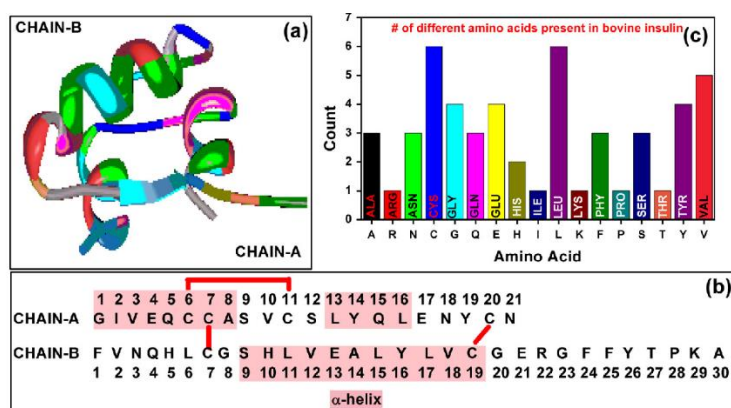 CHAIN-B
(a)
CHAIN-A
# of different amino acids present in bovine insulin
(c)
Count
7
6
5
4
3
2
1
0
ALA ARG ASN CYS GLY GLN GLU HIS ILE LEU LYS PHY PRO SER THR TYR VAL
A R N C G Q E H I L K F P S T Y V
Amino Acid
(b)
1 2 3 4 5 6 7 8 9 10 11 12 13 14 15 16 17 18 19 20 21
CHAIN-A G I V E Q C C A S V C S L Y Q L E N Y C N
CHAIN-B F V N Q H L C G S H L V E A L Y L V C G E R G F F Y T P K A
1 2 3 4 5 6 7 8 9 10 11 12 13 14 15 16 17 18 19 20 21 22 23 24 25 26 27 28 29 30
α-helix